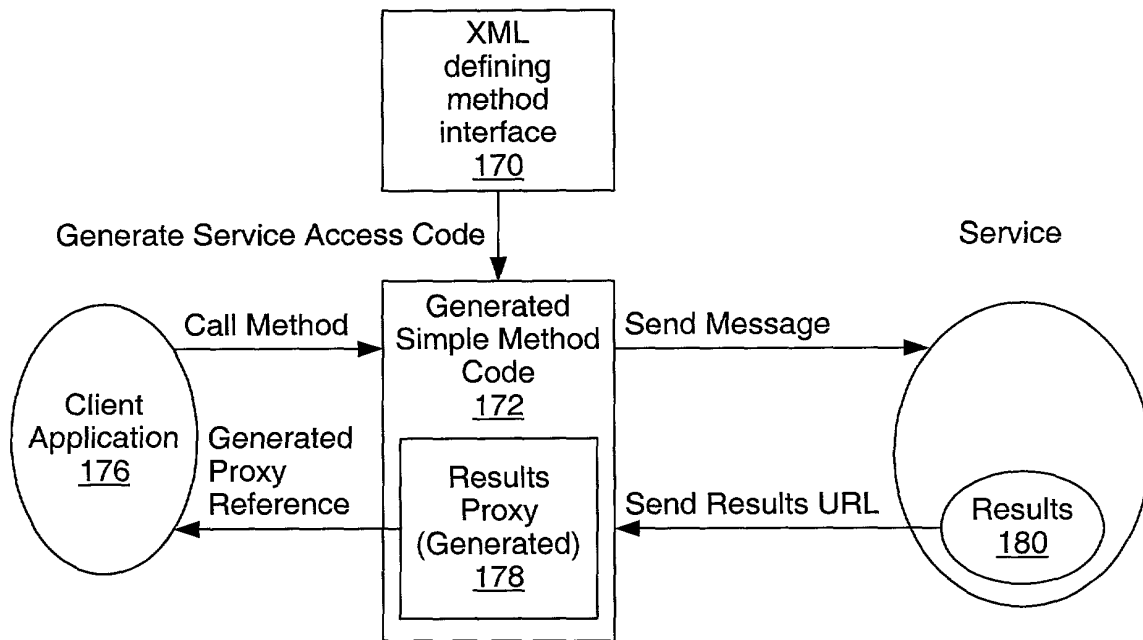 XML
defining
method
interface
170
Generate Service Access Code
Service
Generated
Simple Method
Code
172
Call Method
Send Message
Client
Application
176
Generated
Proxy
Reference
Results
Proxy
(Generated)
178
Send Results URL
Results
180